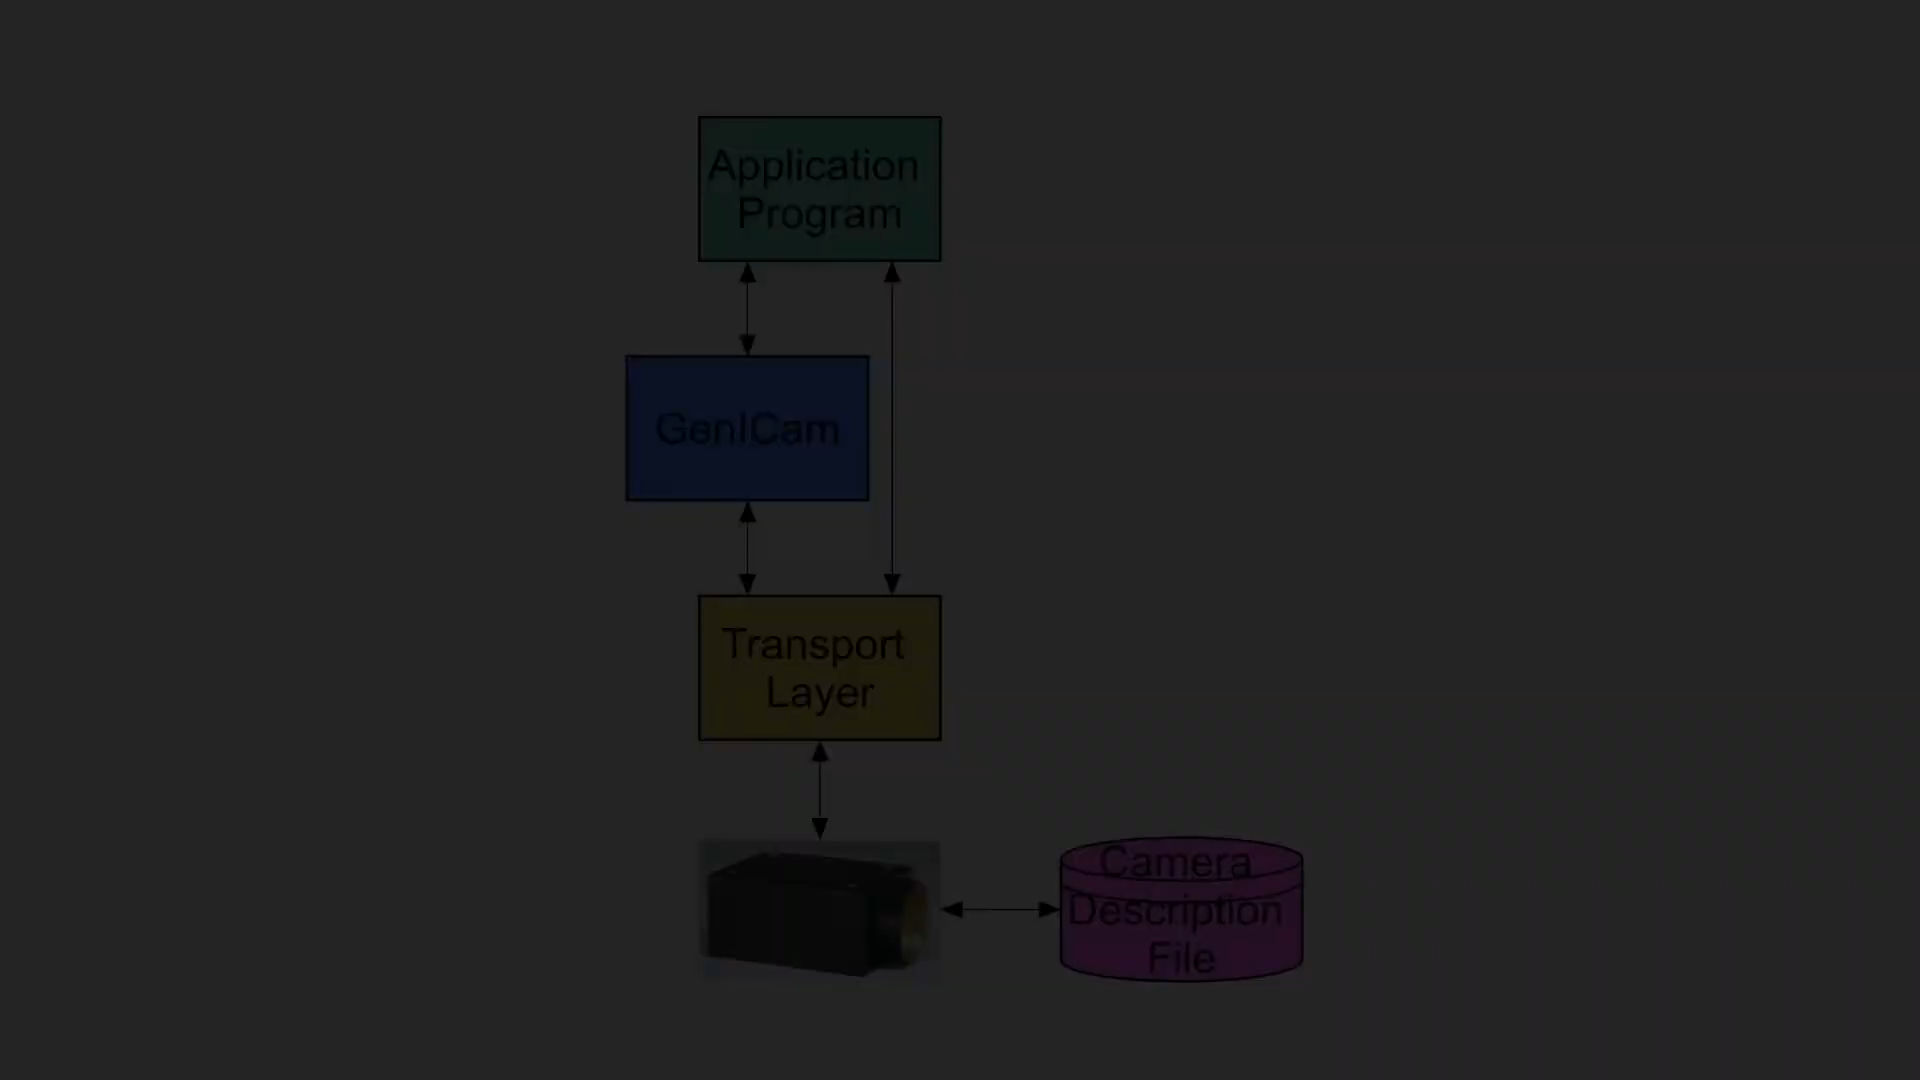 Application
Program
GenICam
Transport
Layer
Camera
Description
File